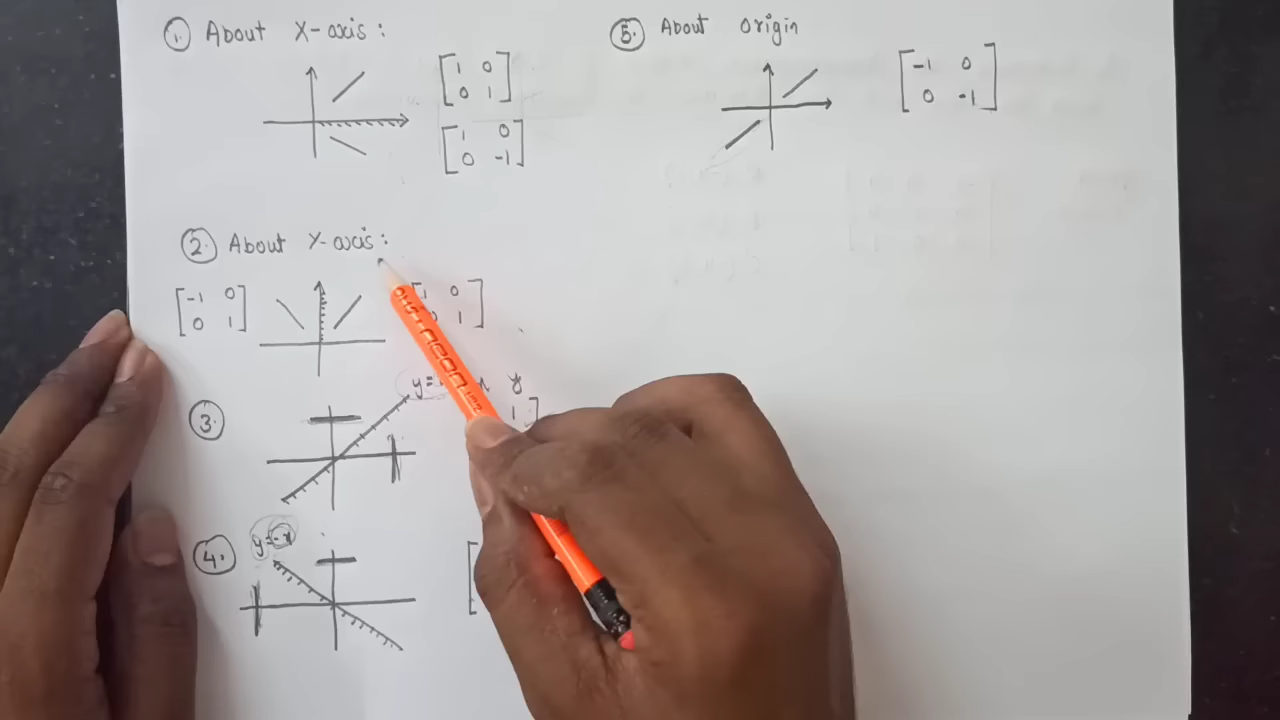 1. About X-axis:
[1 0
0 1]
[1 0
0 -1]
2. About Y-axis:
[-1 0
0 1]
1 0
0 1]
3.
y=
1]
4. y=-x
5. About origin
[-1 0
0 -1]